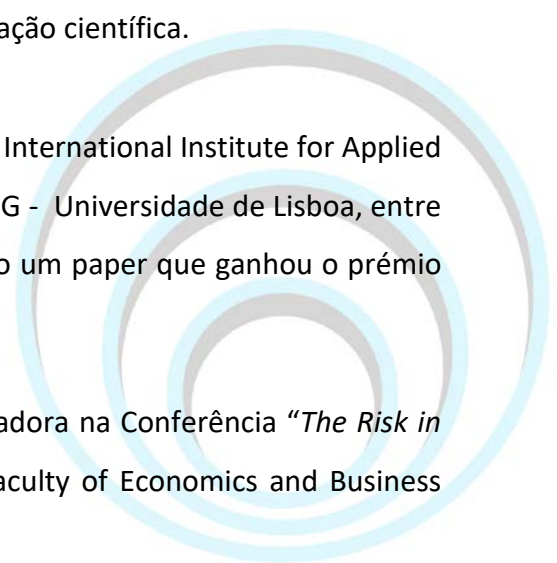 ação científica.
International Institute for Applied
G - Universidade de Lisboa, entre
o um paper que ganhou o prémio
adora na Conferência “The Risk in
aculty of Economics and Business